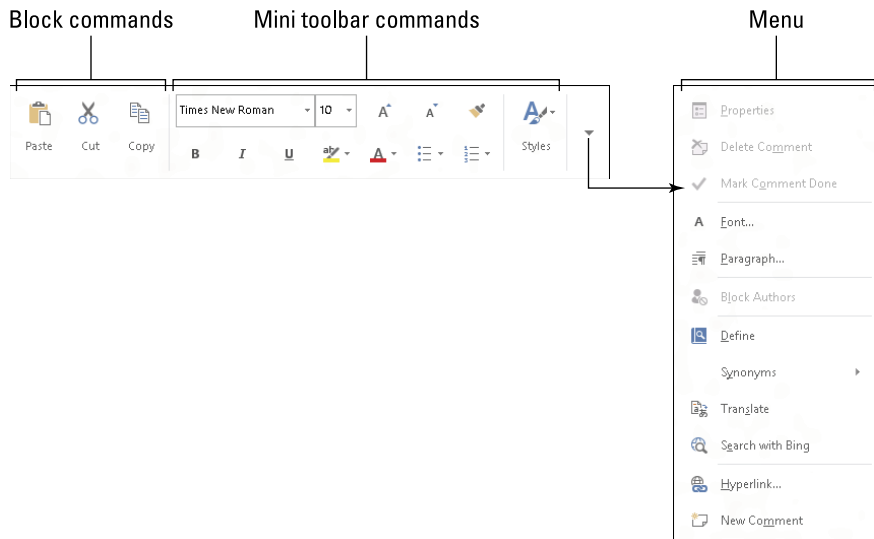 Block commands
Mini toolbar commands
Menu
Times New Roman
10
A
A
Paste
Cut
Copy
B
I
U
ab
A
Styles
Properties
Delete Comment
Mark Comment Done
A Font...
Paragraph...
Block Authors
Define
Synonyms
Translate
Search with Bing
Hyperlink...
New Comment